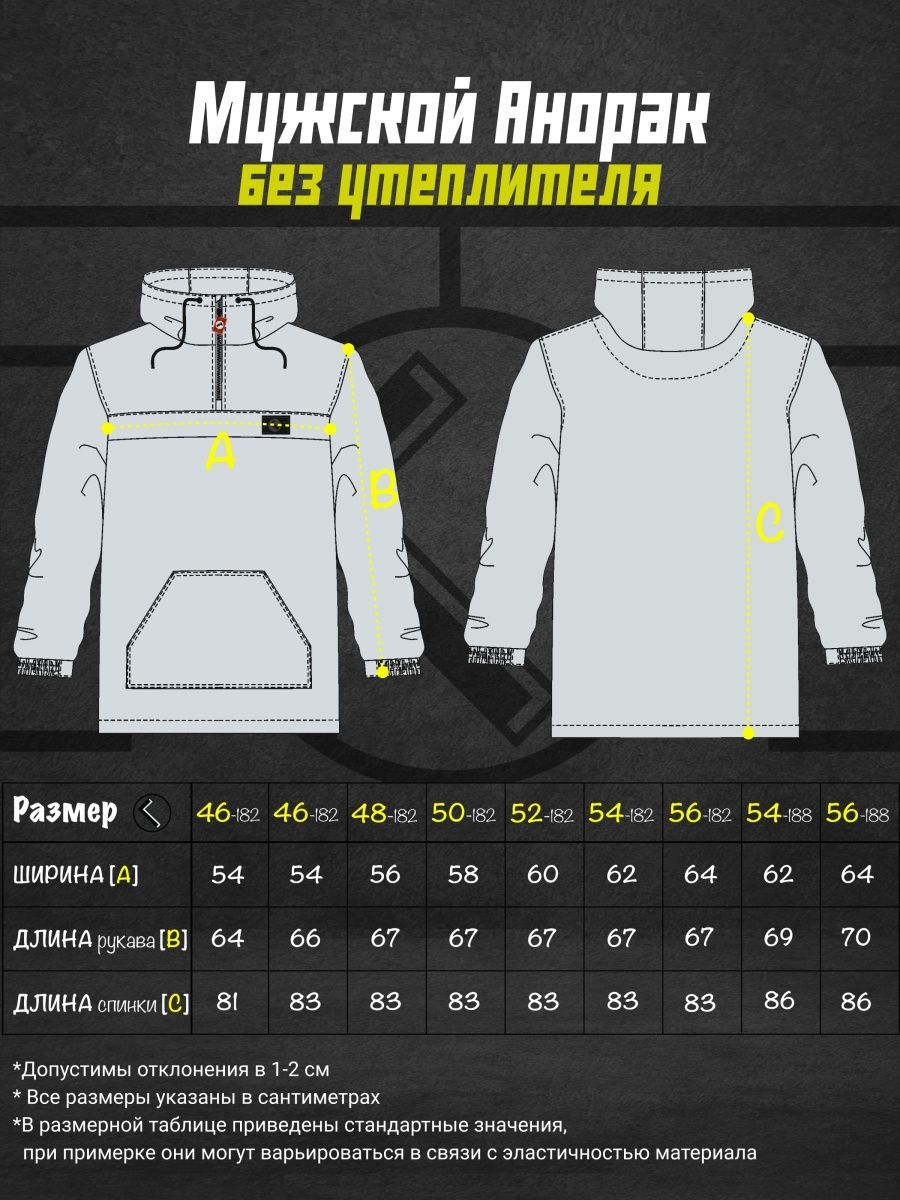 Мужской Анорак
без утеплителя
A
B
C
Размер 46-182 46-182 48-182 50-182 52-182 54-182 56-182 54-188 56-188
ШИРИНА [A] 54 54 56 58 60 62 64 62 64
ДЛИНА рукава [B] 64 66 67 67 67 67 67 69 70
ДЛИНА спинки [C] 81 83 83 83 83 83 83 86 86
*Допустимы отклонения в 1-2 см
* Все размеры указаны в сантиметрах
*В размерной таблице приведены стандартные значения,
при примерке они могут варьироваться в связи с эластичностью материала